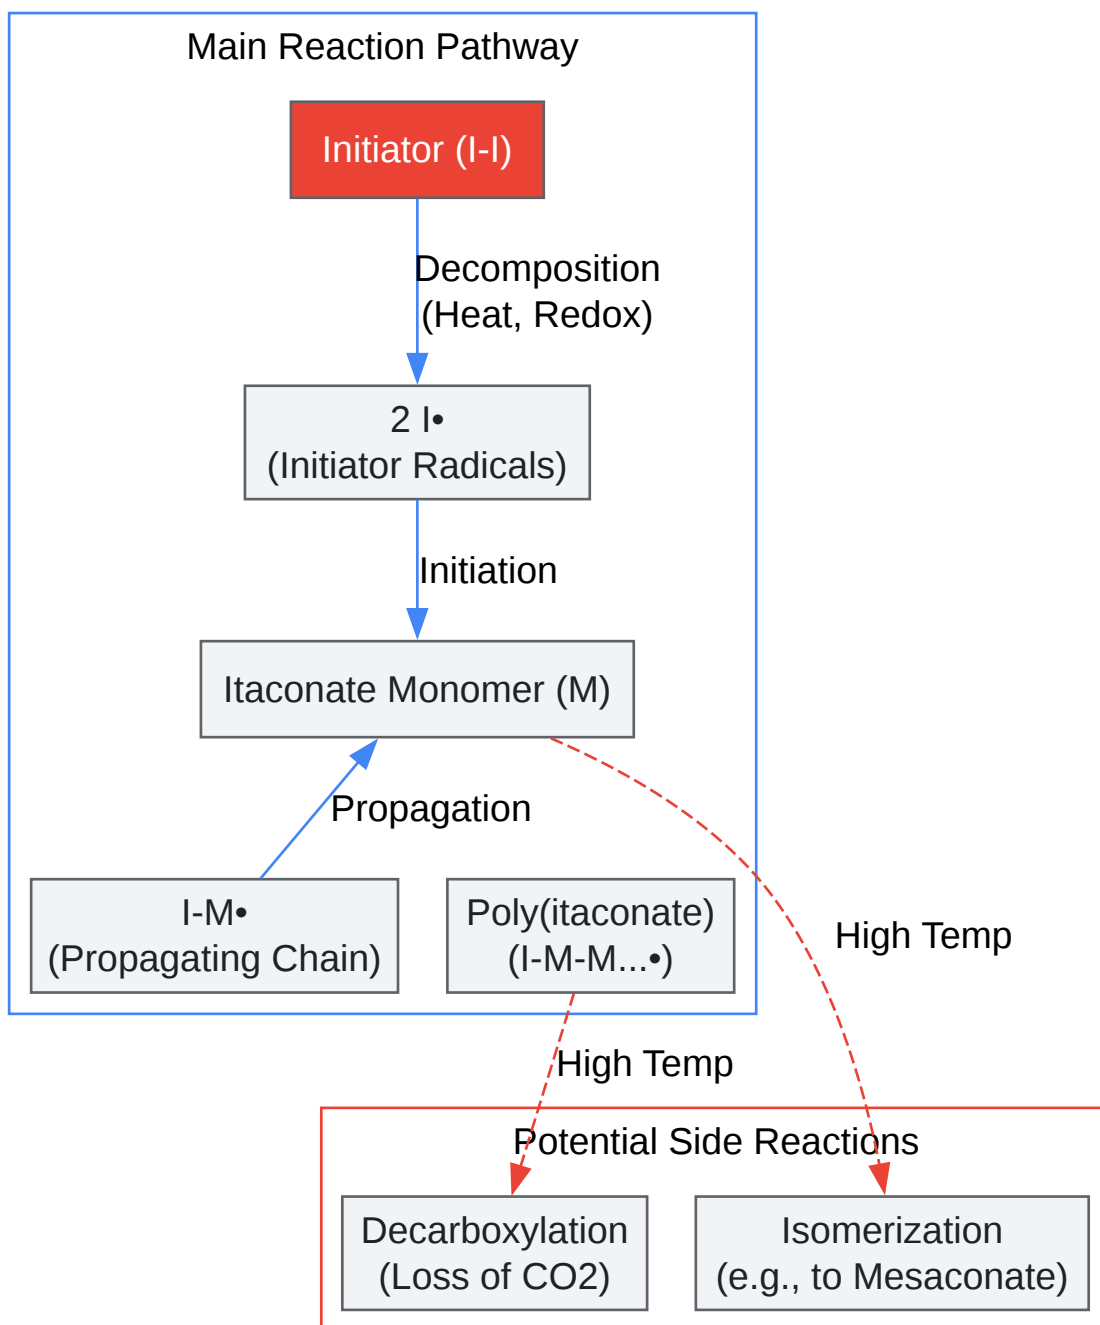 Main Reaction Pathway
Initiator (I-I)
Decomposition
(Heat, Redox)
2 I•
(Initiator Radicals)
Initiation
Itaconate Monomer (M)
Propagation
I-M•
(Propagating Chain)
Poly(itaconate)
(I-M-M...•)
High Temp
High Temp
Potential Side Reactions
Decarboxylation
(Loss of CO2)
Isomerization
(e.g., to Mesaconate)